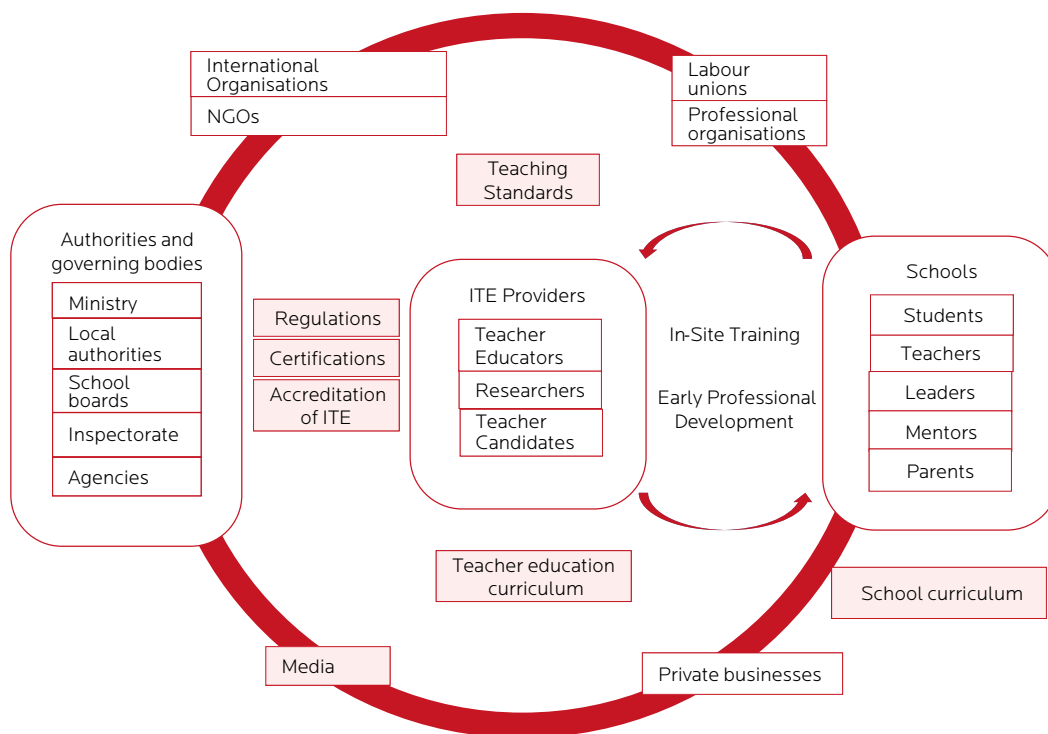 International
Organisations
NGOs
Labour
unions
Professional
organisations
Teaching
Standards
Authorities and
governing bodies
Ministry
Local
authorities
School
boards
Inspectorate
Agencies
Regulations
Certifications
Accreditation
of ITE
ITE Providers
Teacher
Educators
Researchers
Teacher
Candidates
In-Site Training
Early Professional
Development
Schools
Students
Teachers
Leaders
Mentors
Parents
Teacher education
curriculum
School curriculum
Media
Private businesses